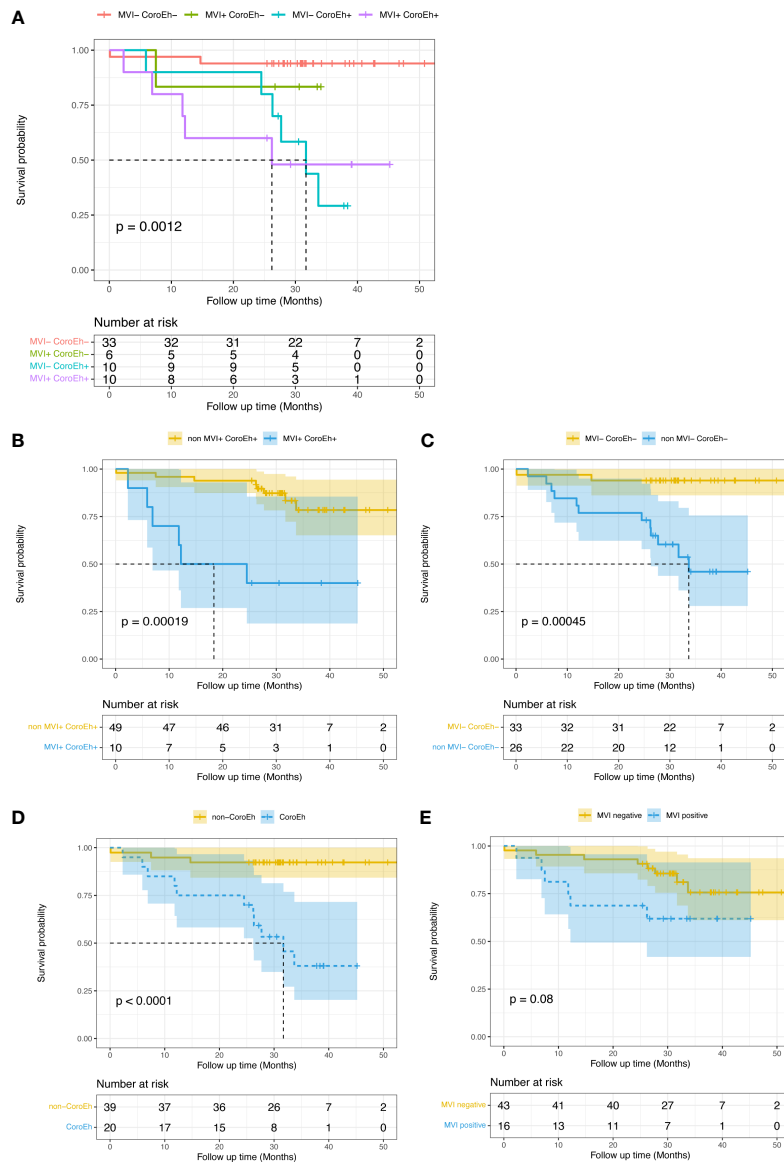 A
MVI− CoroEh− MVI+ CoroEh− MVI− CoroEh+ MVI+ CoroEh+
Survival probability
1.00
0.75
0.50
0.25
0.00
p = 0.0012
0 10 20 30 40 50
Follow up time (Months)
Number at risk
MVI− CoroEh− 33 32 31 22 7 2
MVI+ CoroEh− 6 5 5 4 0 0
MVI− CoroEh+ 10 9 9 5 0 0
MVI+ CoroEh+ 10 8 6 3 1 0
0 10 20 30 40 50
Follow up time (Months)
B
non MVI+ CoroEh+ MVI+ CoroEh+
Survival probability
1.00
0.75
0.50
0.25
0.00
p = 0.00019
0 10 20 30 40 50
Follow up time (Months)
Number at risk
non MVI+ CoroEh+ 49 47 46 31 7 2
MVI+ CoroEh+ 10 7 5 3 1 0
0 10 20 30 40 50
Follow up time (Months)
C
MVI− CoroEh− non MVI− CoroEh−
Survival probability
1.00
0.75
0.50
0.25
0.00
p = 0.00045
0 10 20 30 40 50
Follow up time (Months)
Number at risk
MVI− CoroEh− 33 32 31 22 7 2
non MVI− CoroEh− 26 22 20 12 1 0
0 10 20 30 40 50
Follow up time (Months)
D
non−CoroEh CoroEh
Survival probability
1.00
0.75
0.50
0.25
0.00
p < 0.0001
0 10 20 30 40 50
Follow up time (Months)
Number at risk
non−CoroEh 39 37 36 26 7 2
CoroEh 20 17 15 8 1 0
0 10 20 30 40 50
Follow up time (Months)
E
MVI negative MVI positive
Survival probability
1.00
0.75
0.50
0.25
0.00
p = 0.08
0 10 20 30 40 50
Follow up time (Months)
Number at risk
MVI negative 43 41 40 27 7 2
MVI positive 16 13 11 7 1 0
0 10 20 30 40 50
Follow up time (Months)